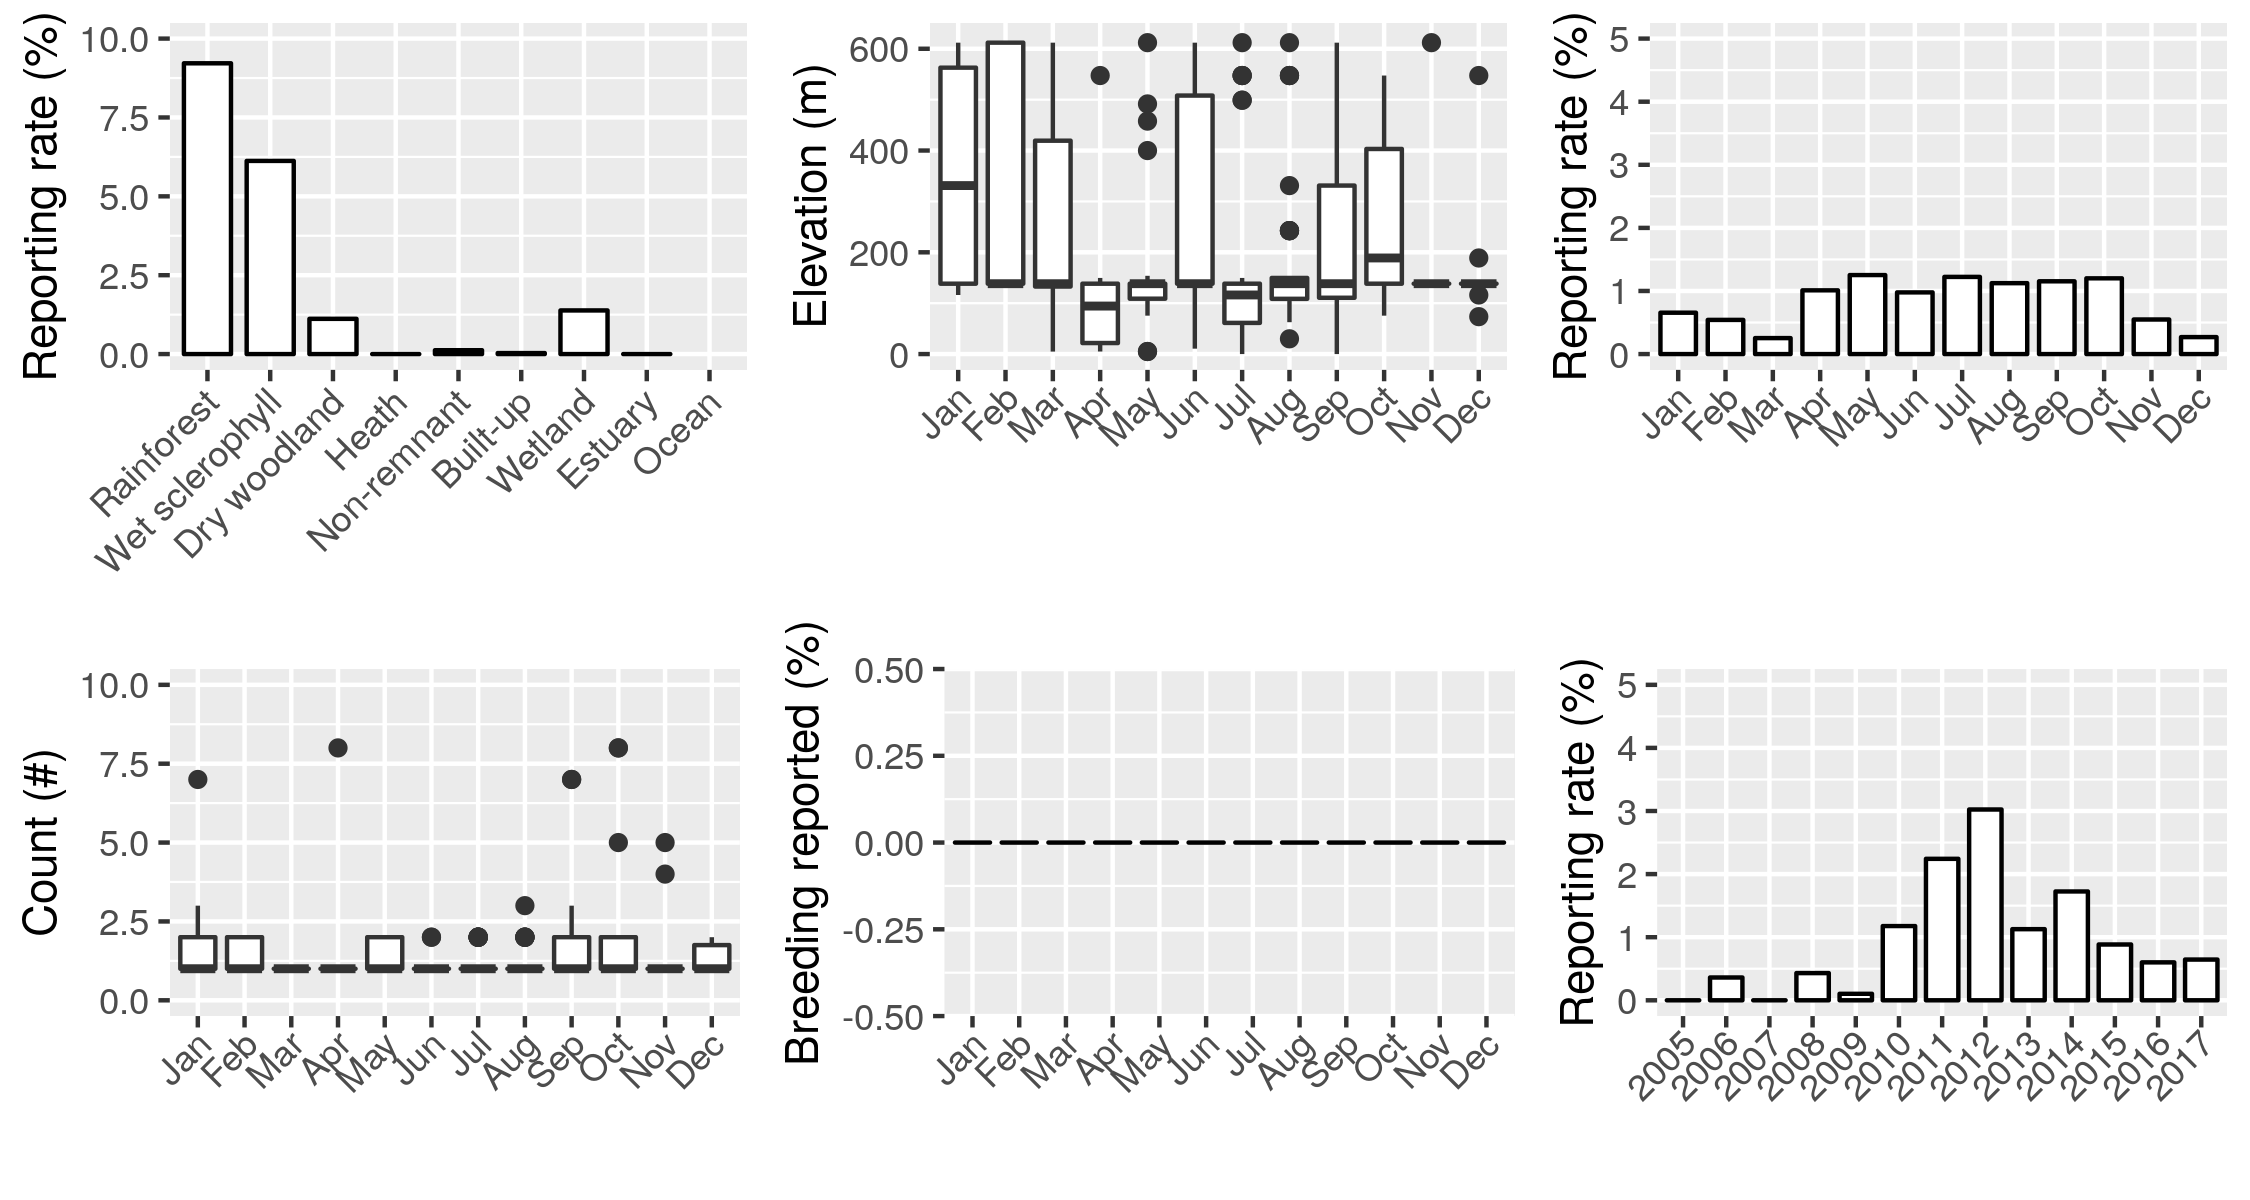 Reporting rate (%)
10.0
7.5
5.0
2.5
0.0
Rainforest
Wet sclerophyll
Dry woodland
Heath
Non-remnant
Built-up
Wetland
Estuary
Ocean
Elevation (m)
600
400
200
0
Jan
Feb
Mar
Apr
May
Jun
Jul
Aug
Sep
Oct
Nov
Dec
Reporting rate (%)
5
4
3
2
1
0
Jan
Feb
Mar
Apr
May
Jun
Jul
Aug
Sep
Oct
Nov
Dec
Count (#)
10.0
7.5
5.0
2.5
0.0
Jan
Feb
Mar
Apr
May
Jun
Jul
Aug
Sep
Oct
Nov
Dec
Breeding reported (%)
0.50
0.25
0.00
-0.25
-0.50
Jan
Feb
Mar
Apr
May
Jun
Jul
Aug
Sep
Oct
Nov
Dec
Reporting rate (%)
5
4
3
2
1
0
2005
2006
2007
2008
2009
2010
2011
2012
2013
2014
2015
2016
2017